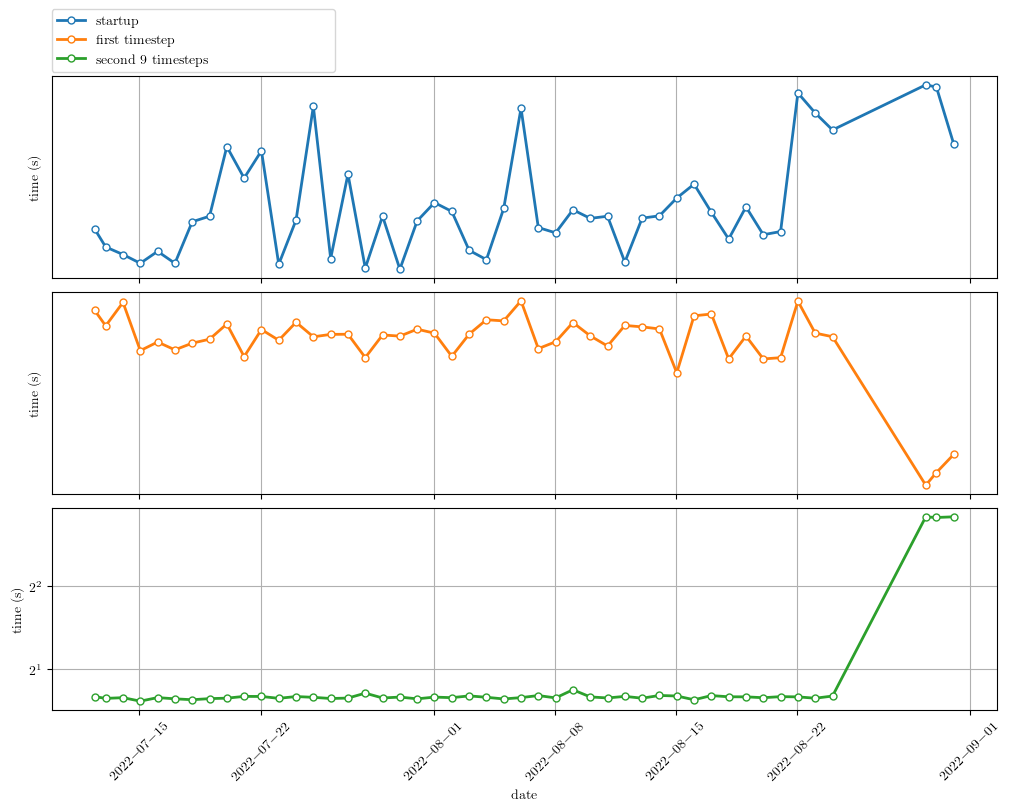 startup
first timestep
second 9 timesteps
time (s)
time (s)
time (s)
2²
2¹
2022−07−15
2022−07−22
2022−08−01
2022−08−08
2022−08−15
2022−08−22
2022−09−01
date